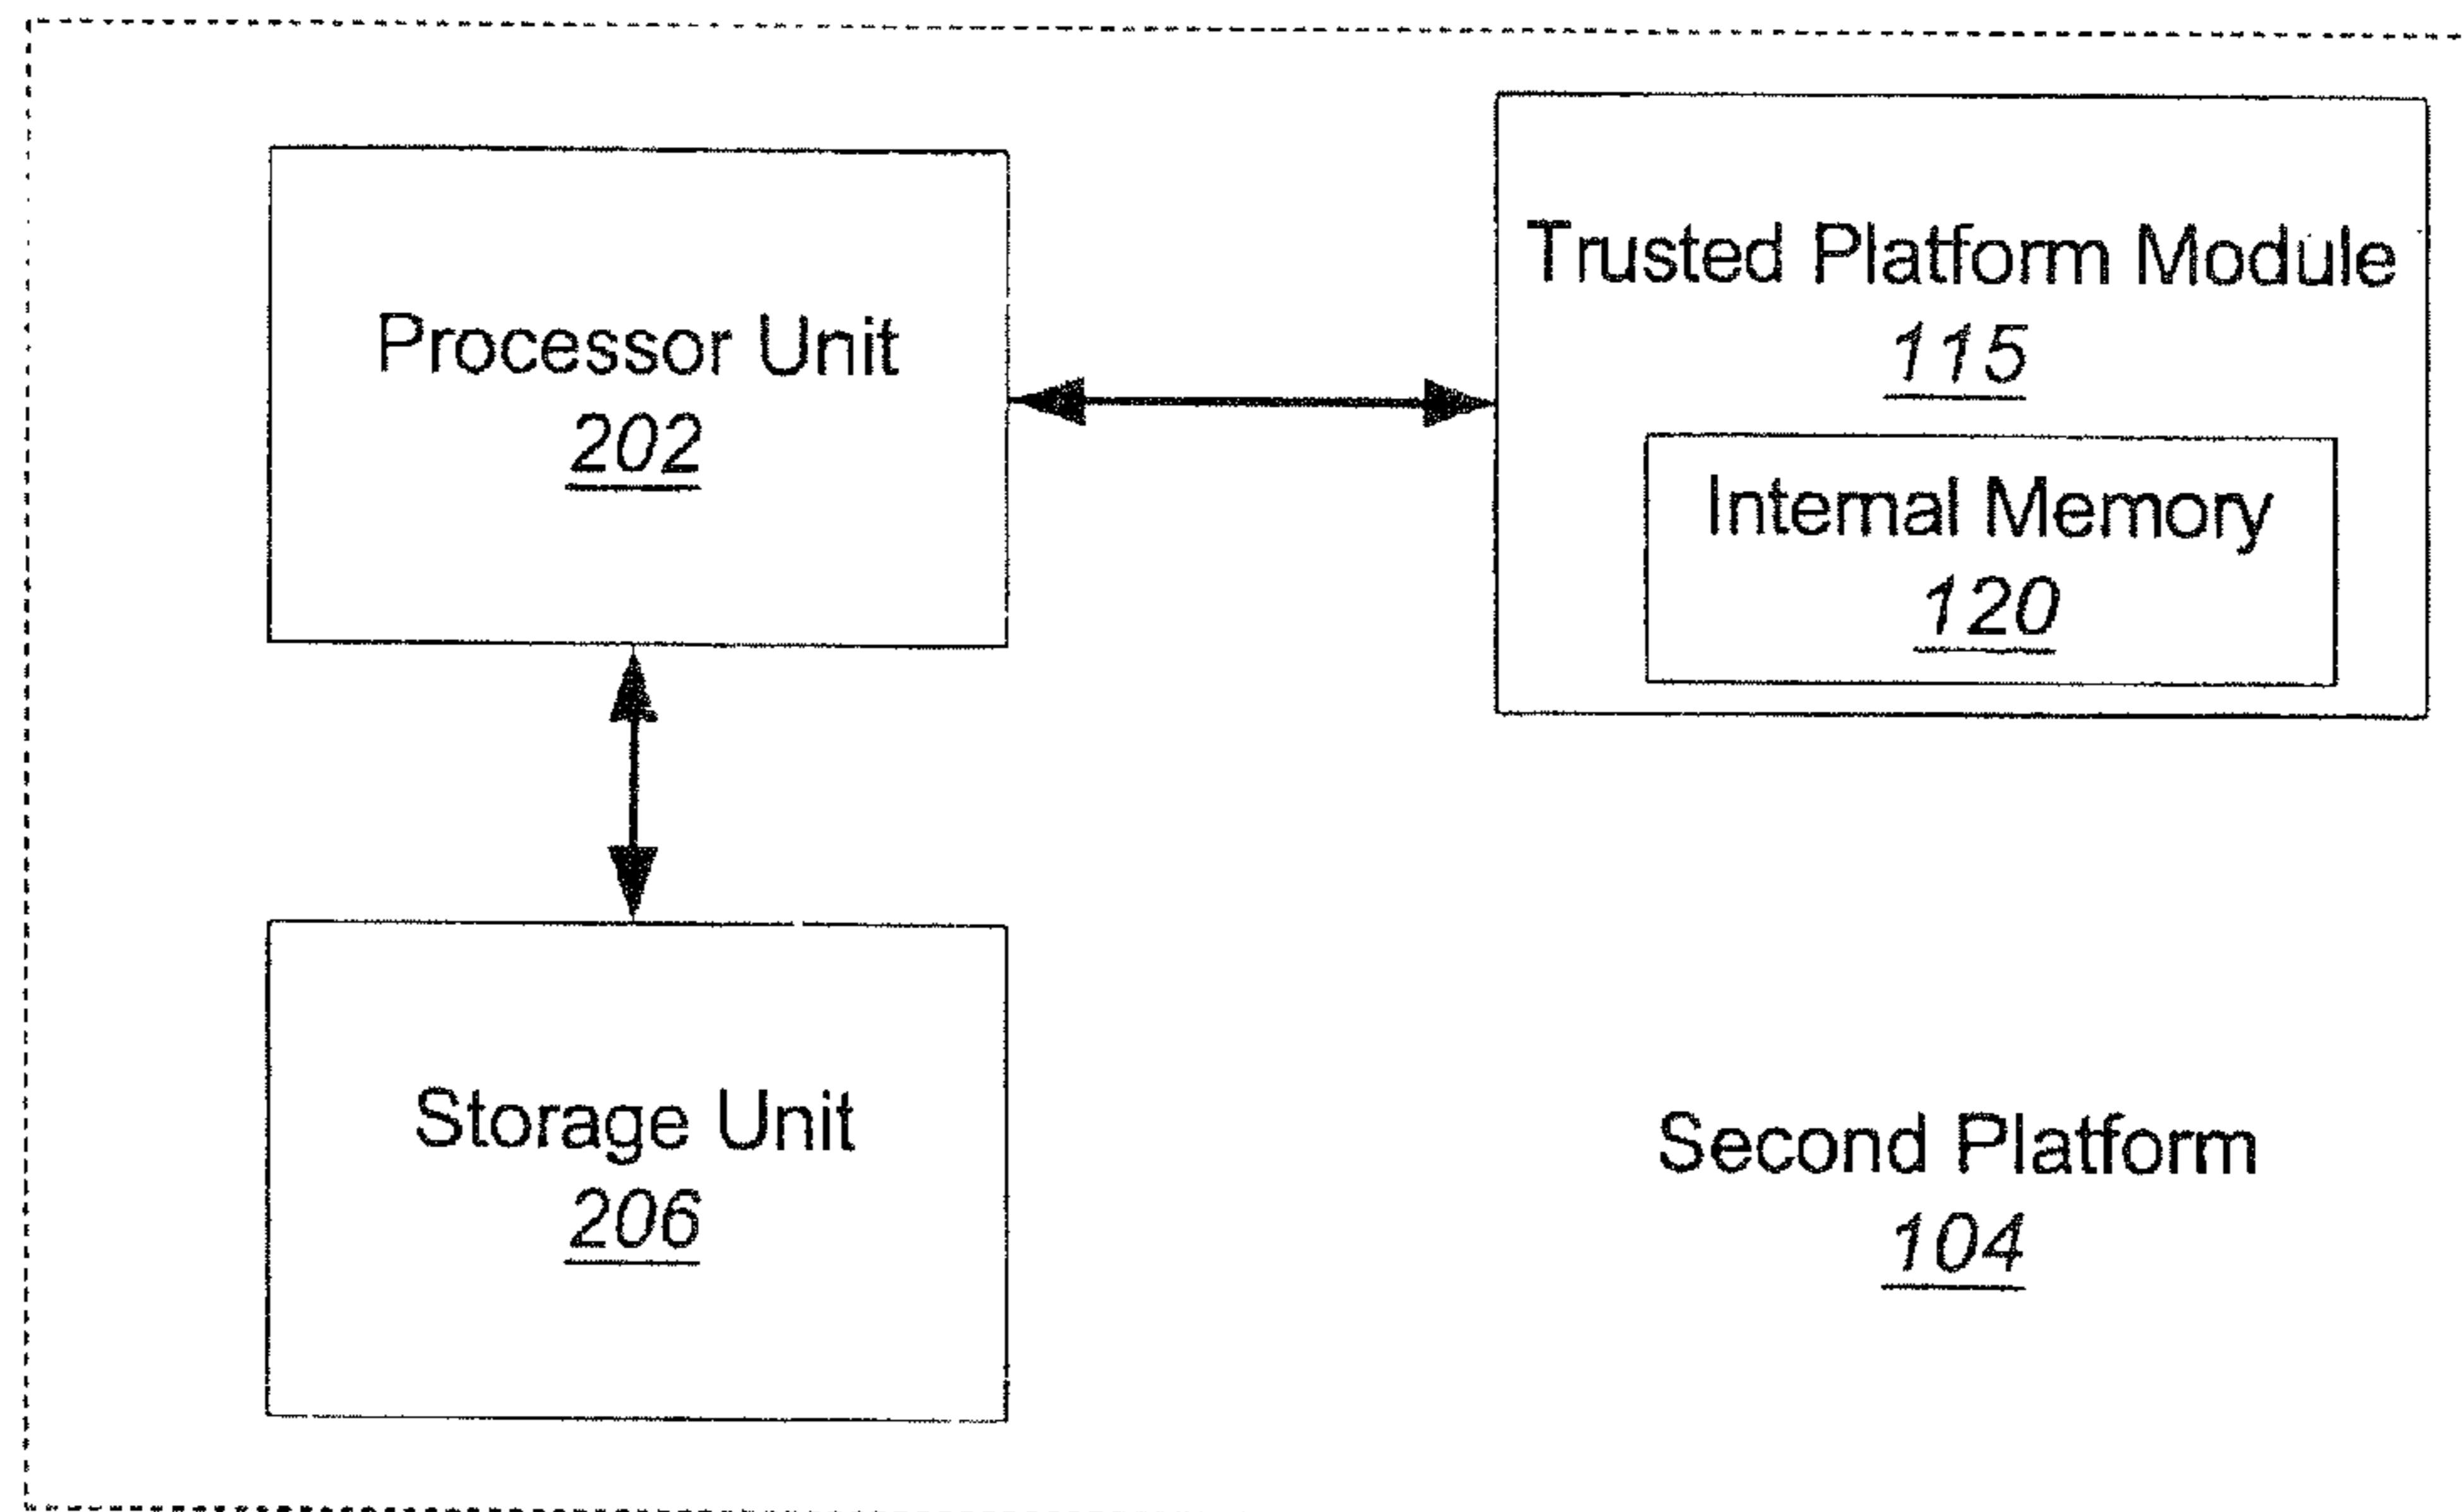 Processor Unit
202
Trusted Platform Module
115
Internal Memory
120
Storage Unit
206
Second Platform
104